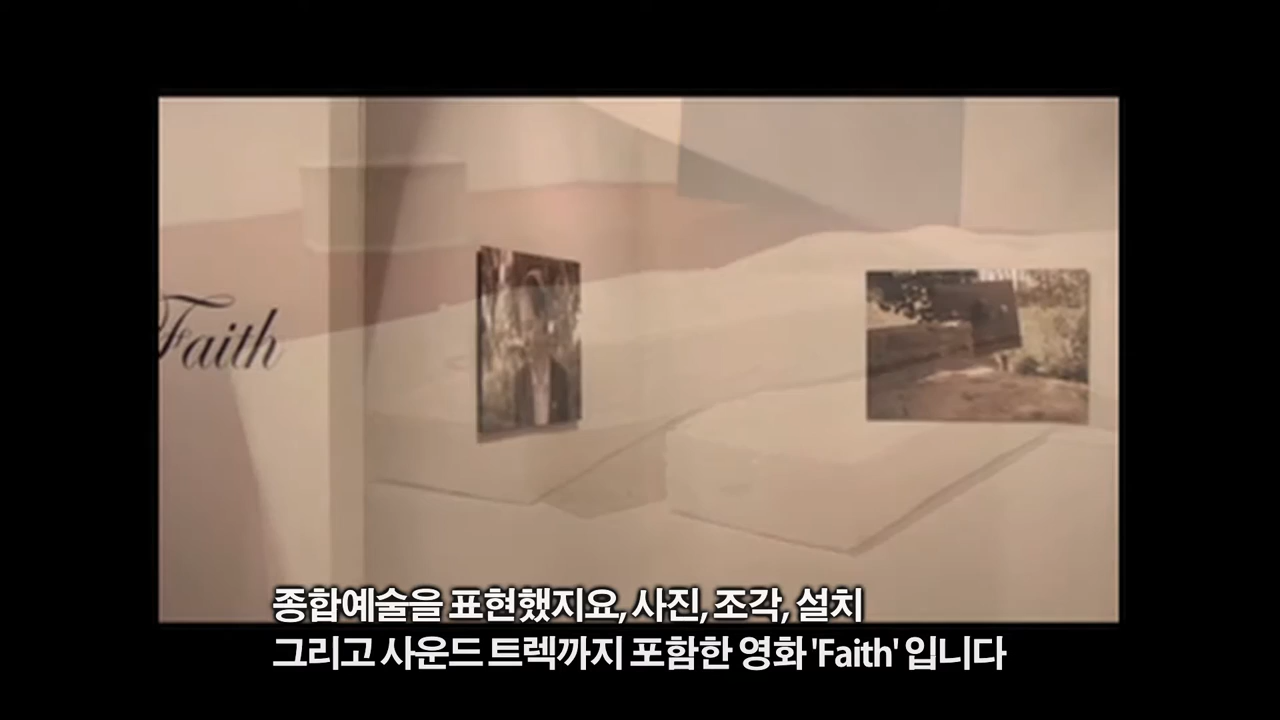 Faith
종합예술을 표현했지요, 사진, 조각, 설치
그리고 사운드 트렉까지 포함한 영화 'Faith' 입니다